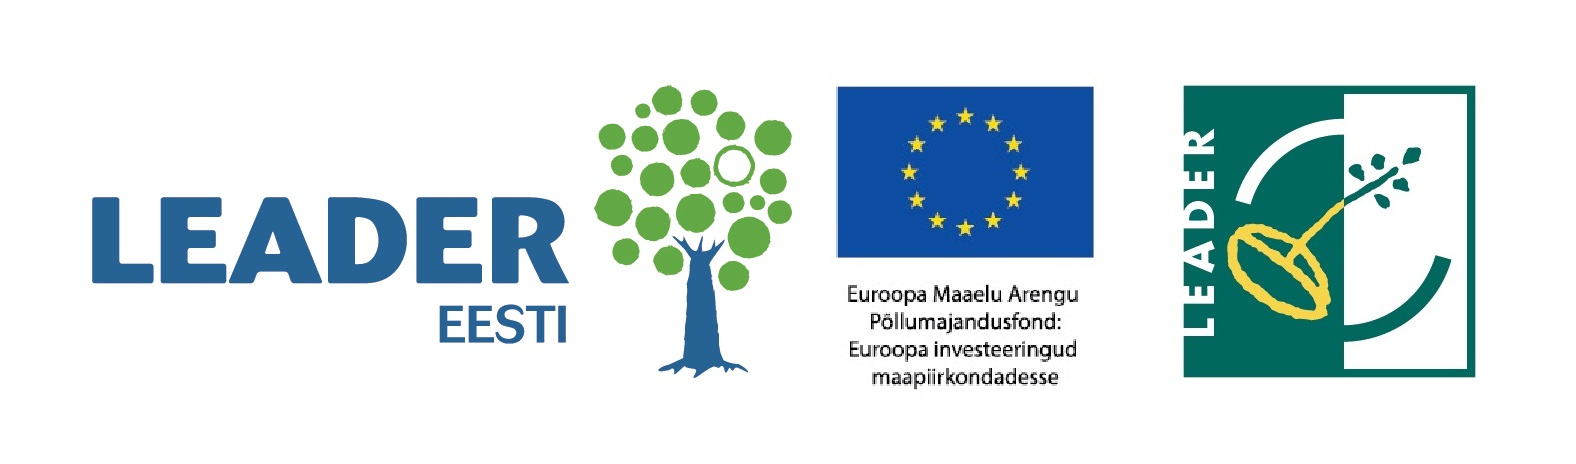 LEADER
EESTI
Euroopa Maaelu Arengu
Põllumajandusfond:
Euroopa investeeringud
maapiirkondadesse
LEADER